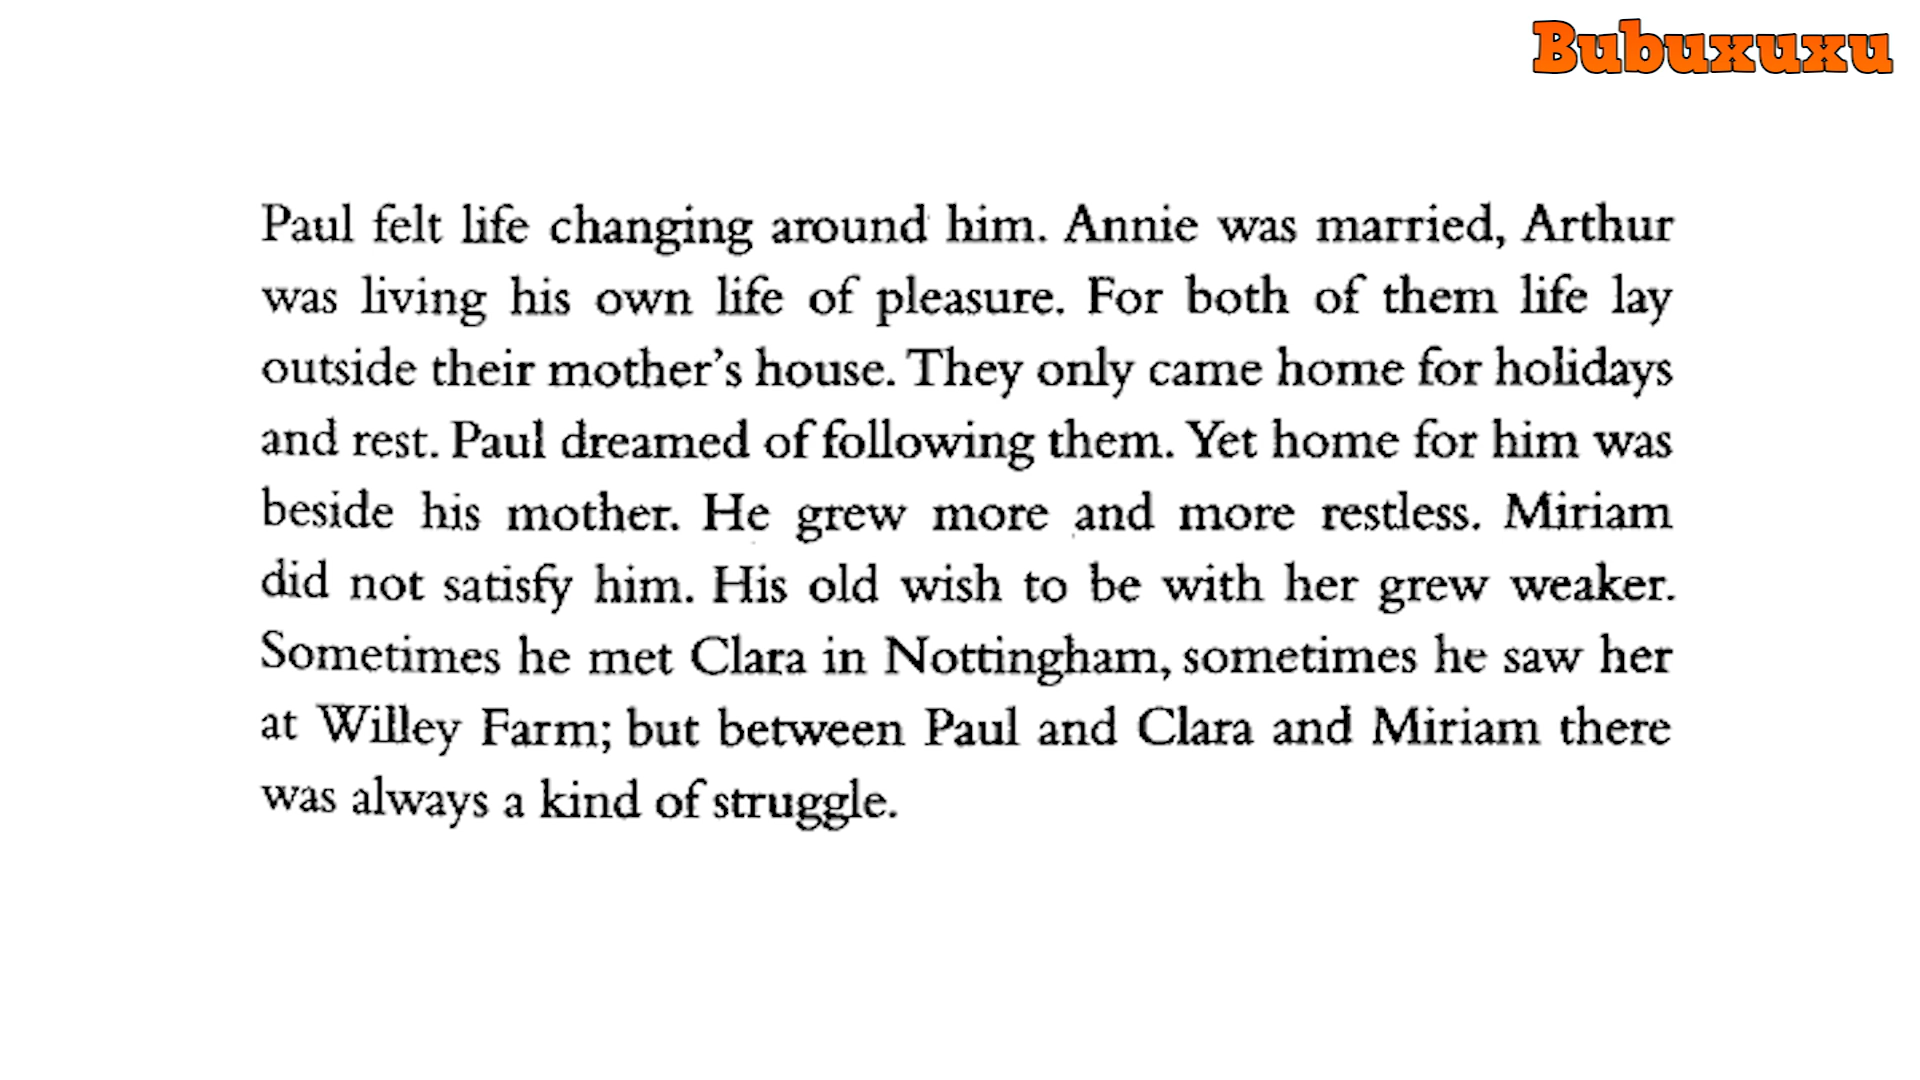 Bubuxuxu
Paul felt life changing around him. Annie was married, Arthur
was living his own life of pleasure. For both of them life lay
outside their mother’s house. They only came home for holidays
and rest. Paul dreamed of following them. Yet home for him was
beside his mother. He grew more and more restless. Miriam
did not satisfy him. His old wish to be with her grew weaker.
Sometimes he met Clara in Nottingham, sometimes he saw her
at Willey Farm; but between Paul and Clara and Miriam there
was always a kind of struggle.